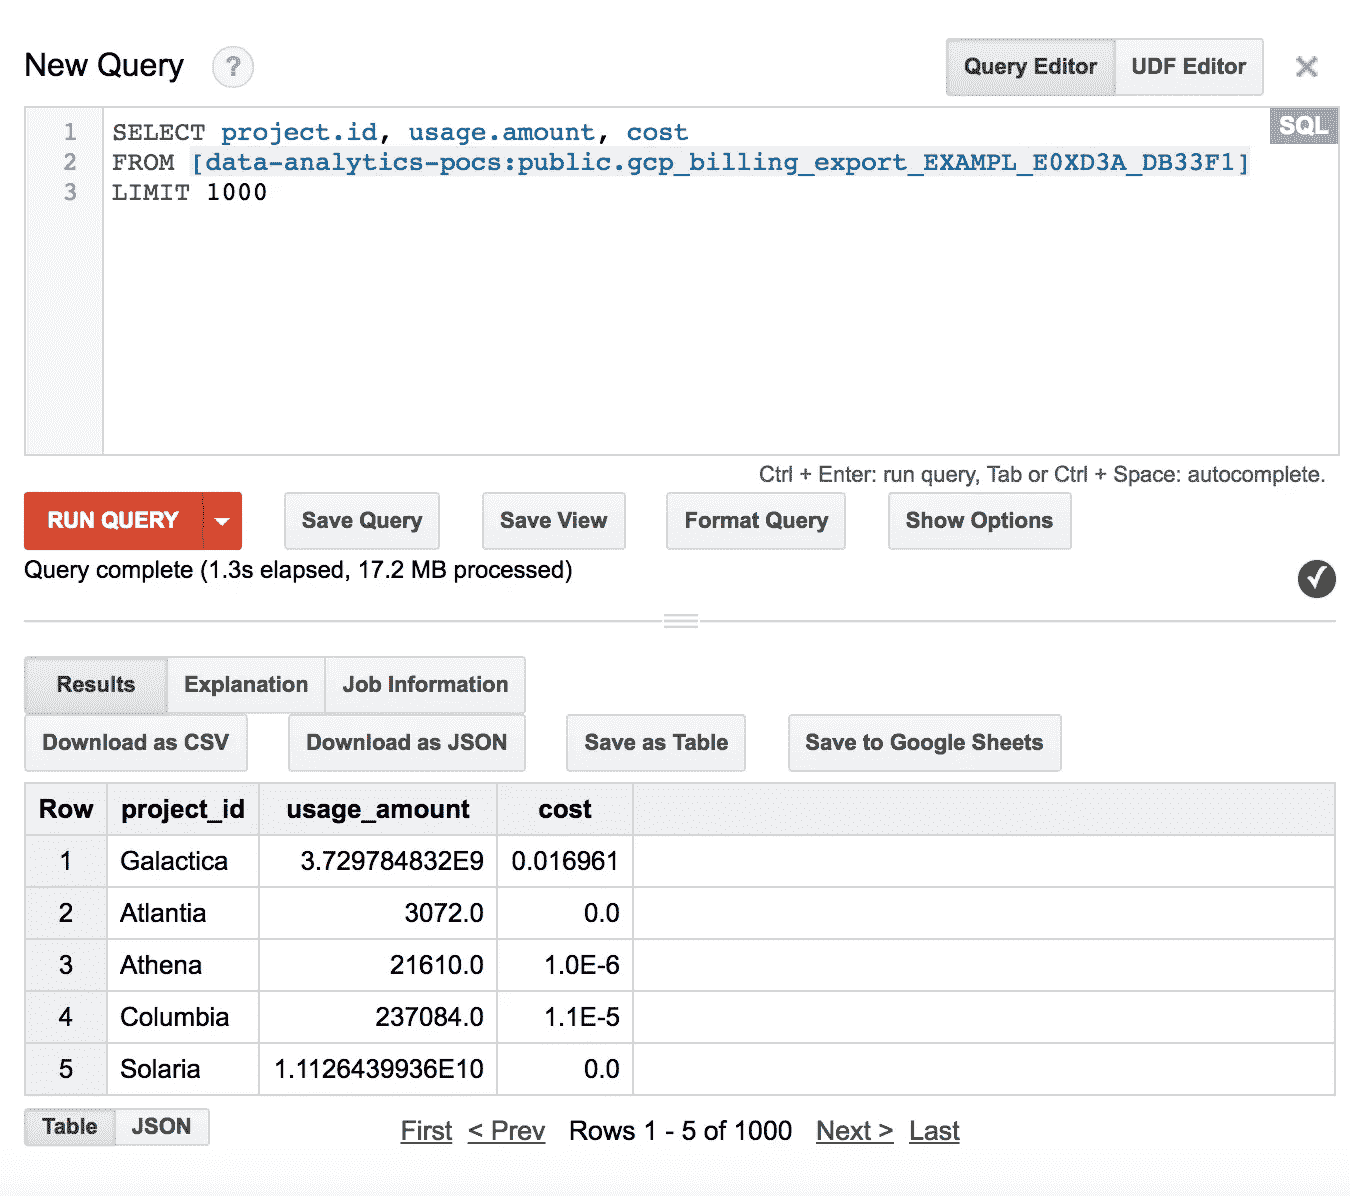 New Query ? Query Editor UDF Editor ×
SQL
1 SELECT project.id, usage.amount, cost
2 FROM [data-analytics-pocs:public.gcp_billing_export_EXAMPL_E0XD3A_DB33F1]
3 LIMIT 1000
Ctrl + Enter: run query, Tab or Ctrl + Space: autocomplete.
RUN QUERY Save Query Save View Format Query Show Options
Query complete (1.3s elapsed, 17.2 MB processed)
Results Explanation Job Information
Download as CSV Download as JSON Save as Table Save to Google Sheets
Row project_id usage_amount cost
1 Galactica 3.729784832E9 0.016961
2 Atlantia 3072.0 0.0
3 Athena 21610.0 1.0E-6
4 Columbia 237084.0 1.1E-5
5 Solaria 1.1126439936E10 0.0
Table JSON First < Prev Rows 1 - 5 of 1000 Next > Last